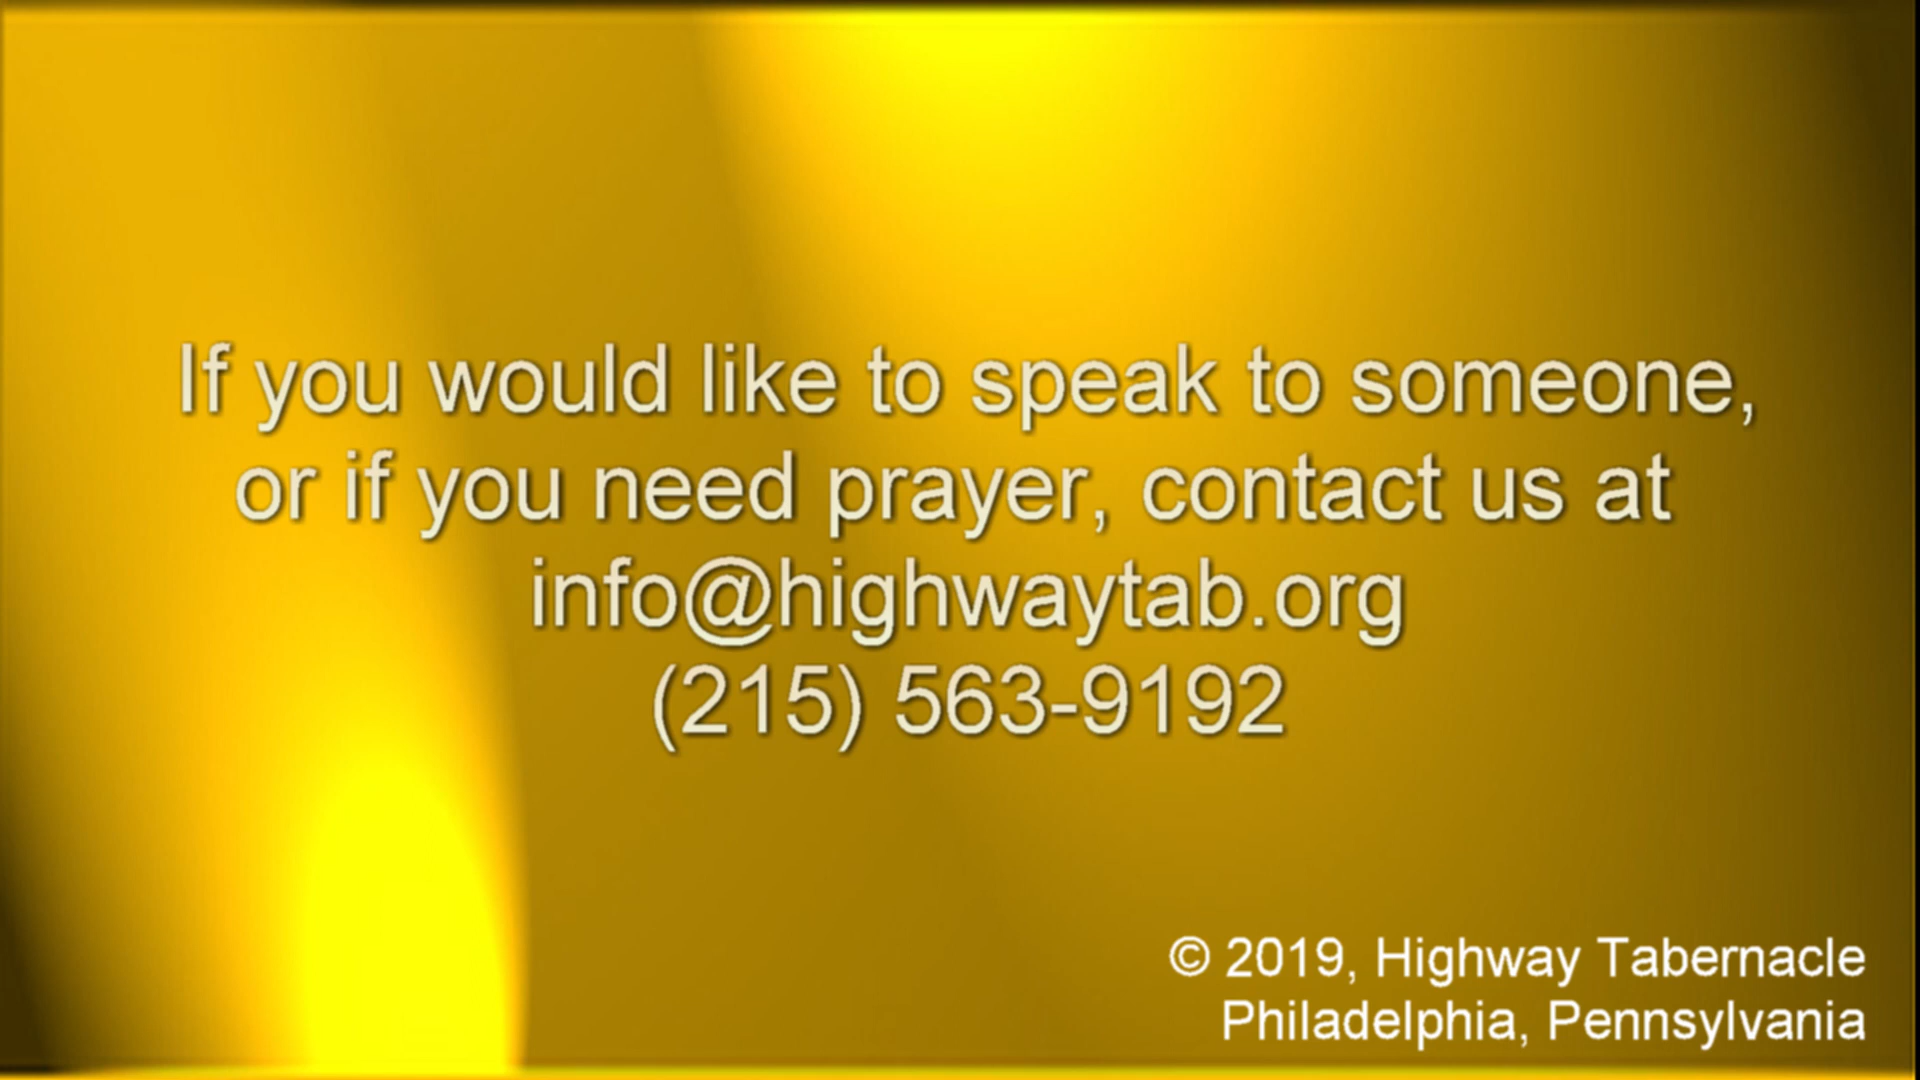 If you would like to speak to someone,
or if you need prayer, contact us at
info@highwaytab.org
(215) 563-9192
© 2019, Highway Tabernacle
Philadelphia, Pennsylvania